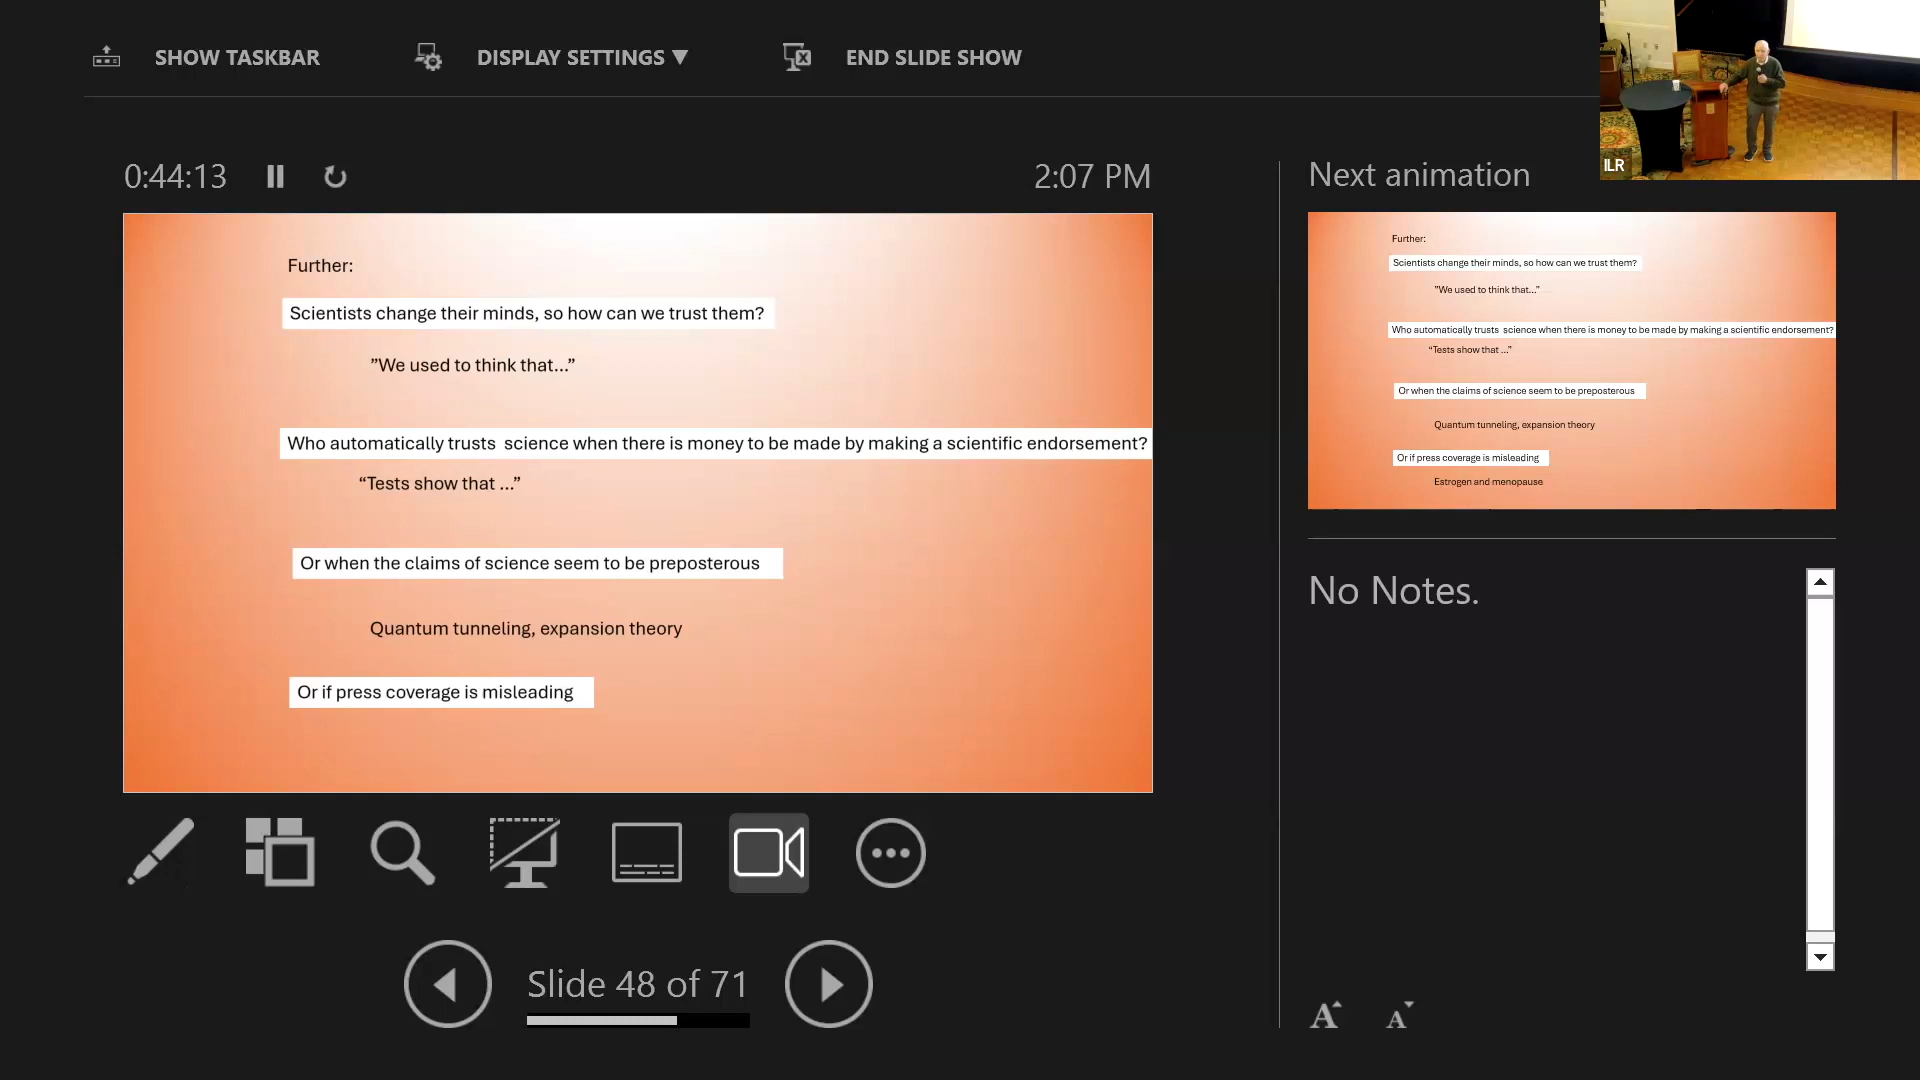 SHOW TASKBAR
DISPLAY SETTINGS ▼
END SLIDE SHOW
ILR
0:44:13
2:07 PM
Next animation
Further:
Scientists change their minds, so how can we trust them?
”We used to think that...”
Who automatically trusts  science when there is money to be made by making a scientific endorsement?
“Tests show that ...”
Or when the claims of science seem to be preposterous
Quantum tunneling, expansion theory
Or if press coverage is misleading
Further:
Scientists change their minds, so how can we trust them?
"We used to think that..."
Who automatically trusts  science when there is money to be made by making a scientific endorsement?
“Tests show that ...”
Or when the claims of science seem to be preposterous
Quantum tunneling, expansion theory
Or if press coverage is misleading
Estrogen and menopause
No Notes.
Slide 48 of 71
A A